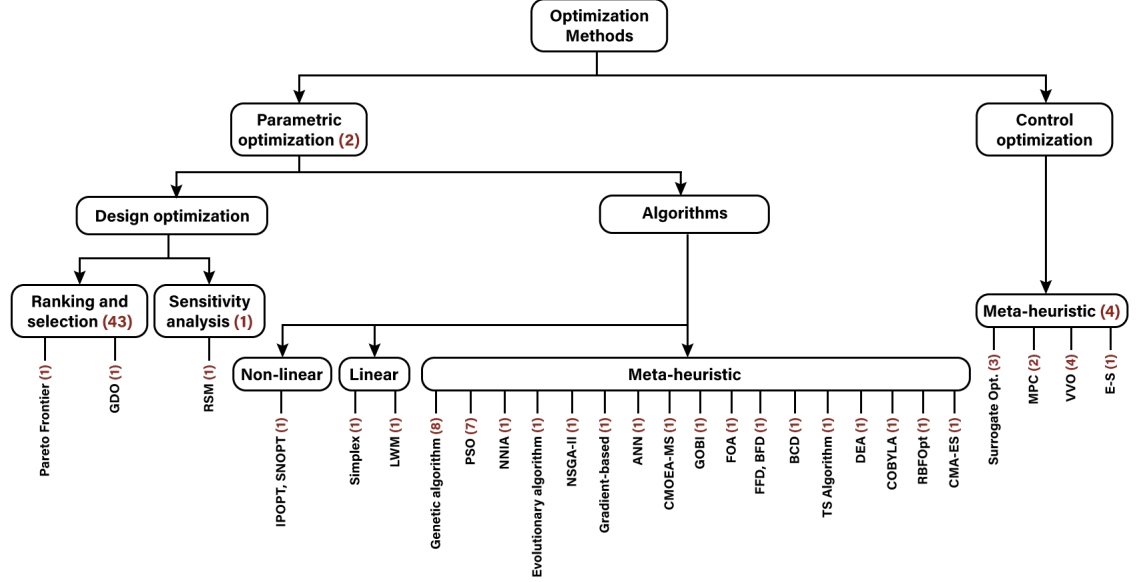 Optimization
Methods
Parametric
optimization (2)
Control
optimization
Design optimization
Algorithms
Ranking and
selection (43)
Sensitivity
analysis (1)
Meta-heuristic (4)
Non-linear
Linear
Meta-heuristic
Pareto Frontier (1)
GDO (1)
RSM (1)
IPOPT, SNOPT (1)
Simplex (1)
LWM (1)
Genetic algorithm (8)
PSO (7)
NNIA (1)
Evolutionary algorithm (1)
NSGA-II (1)
Gradient-based (1)
ANN (1)
CMOEA-MS (1)
GOBI (1)
FOA (1)
FFD, BFD (1)
BCD (1)
TS Algorithm (1)
DEA (1)
COBYLA (1)
RBFOpt (1)
CMA-ES (1)
Surrogate Opt. (3)
MPC (2)
VVO (4)
E-S (1)